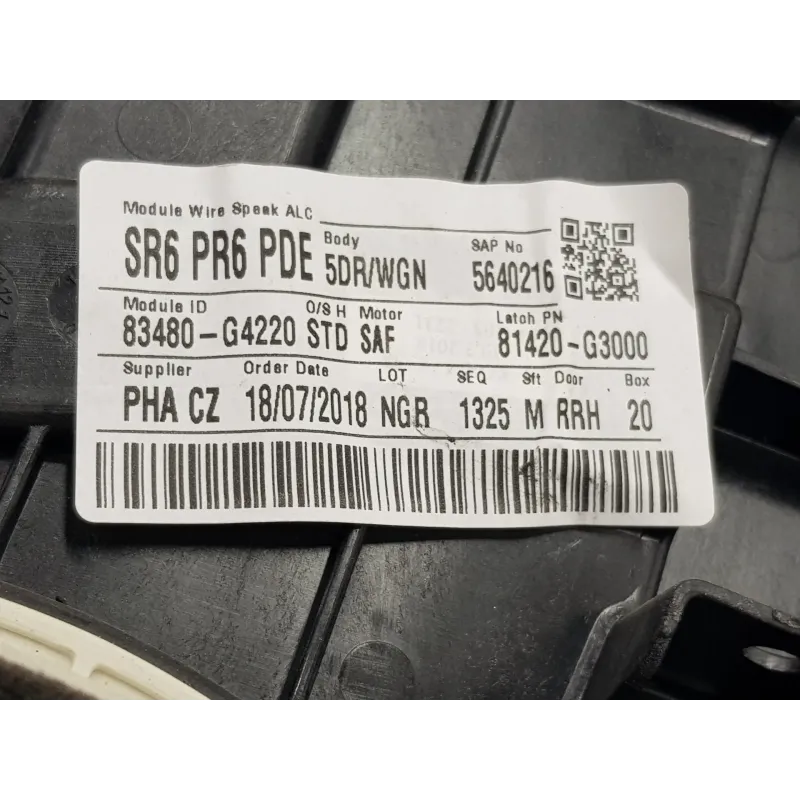 Module Wire Speak ALC
Body
SAP No
SR6 PR6 PDE 5DR/WGN 5640216
Module ID O/S H Motor Latch PN
83480-G4220 STD SAF 81420-G3000
Supplier Order Date LOT SEQ Sft Door Box
PHA CZ 18/07/2018 NGR 1325 M RRH 20